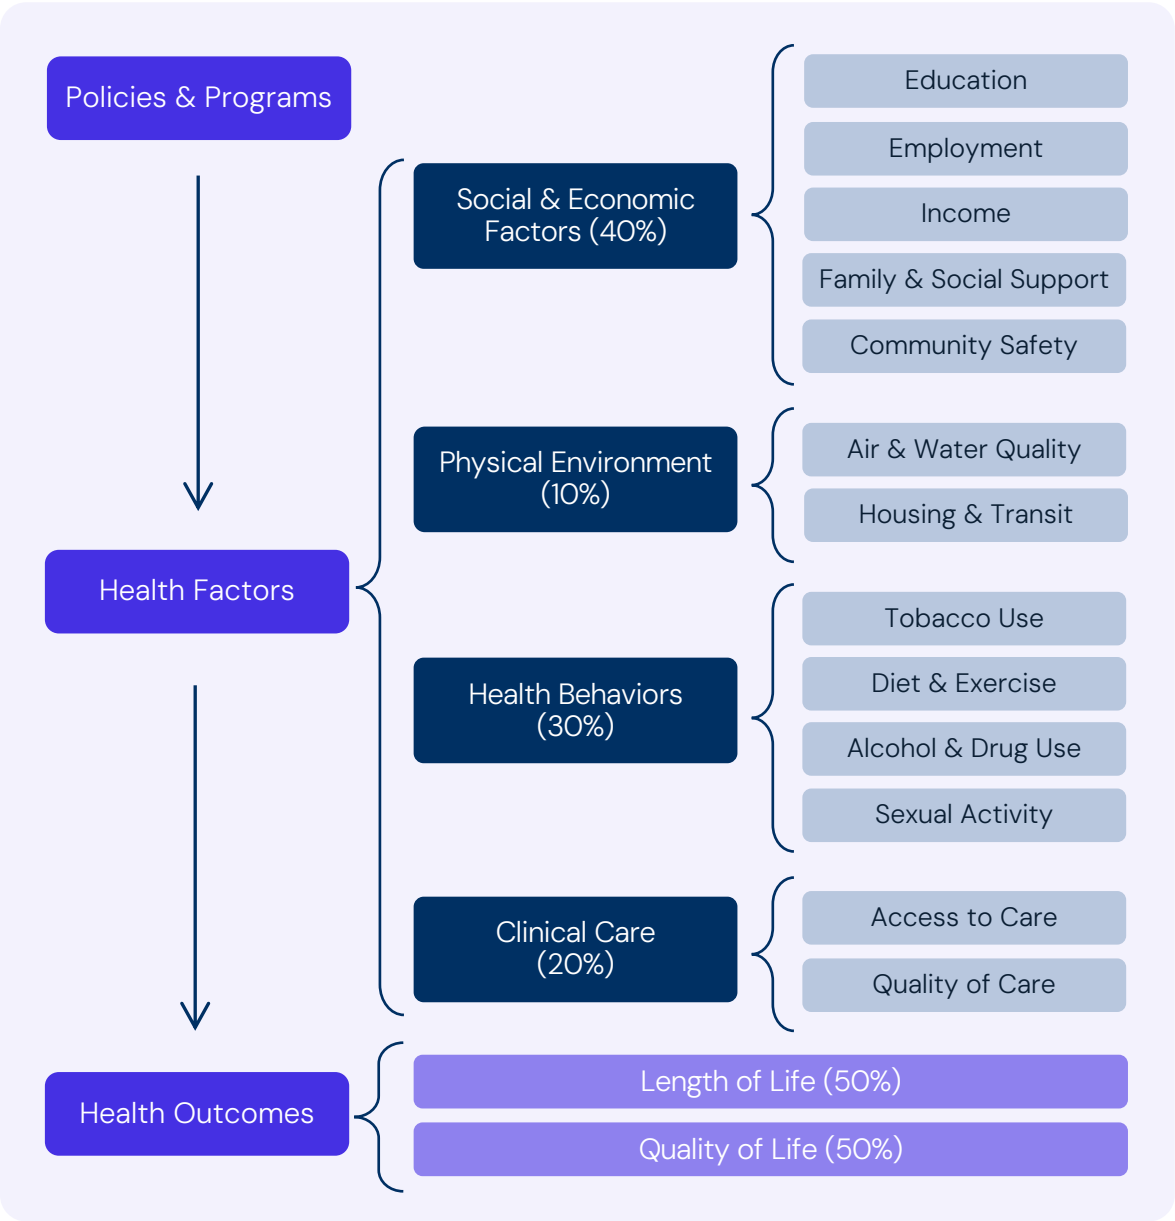 Policies & Programs
Health Factors
Health Outcomes
Social & Economic
Factors (40%)
Education
Employment
Income
Family & Social Support
Community Safety
Physical Environment
(10%)
Air & Water Quality
Housing & Transit
Health Behaviors
(30%)
Tobacco Use
Diet & Exercise
Alcohol & Drug Use
Sexual Activity
Clinical Care
(20%)
Access to Care
Quality of Care
Length of Life (50%)
Quality of Life (50%)